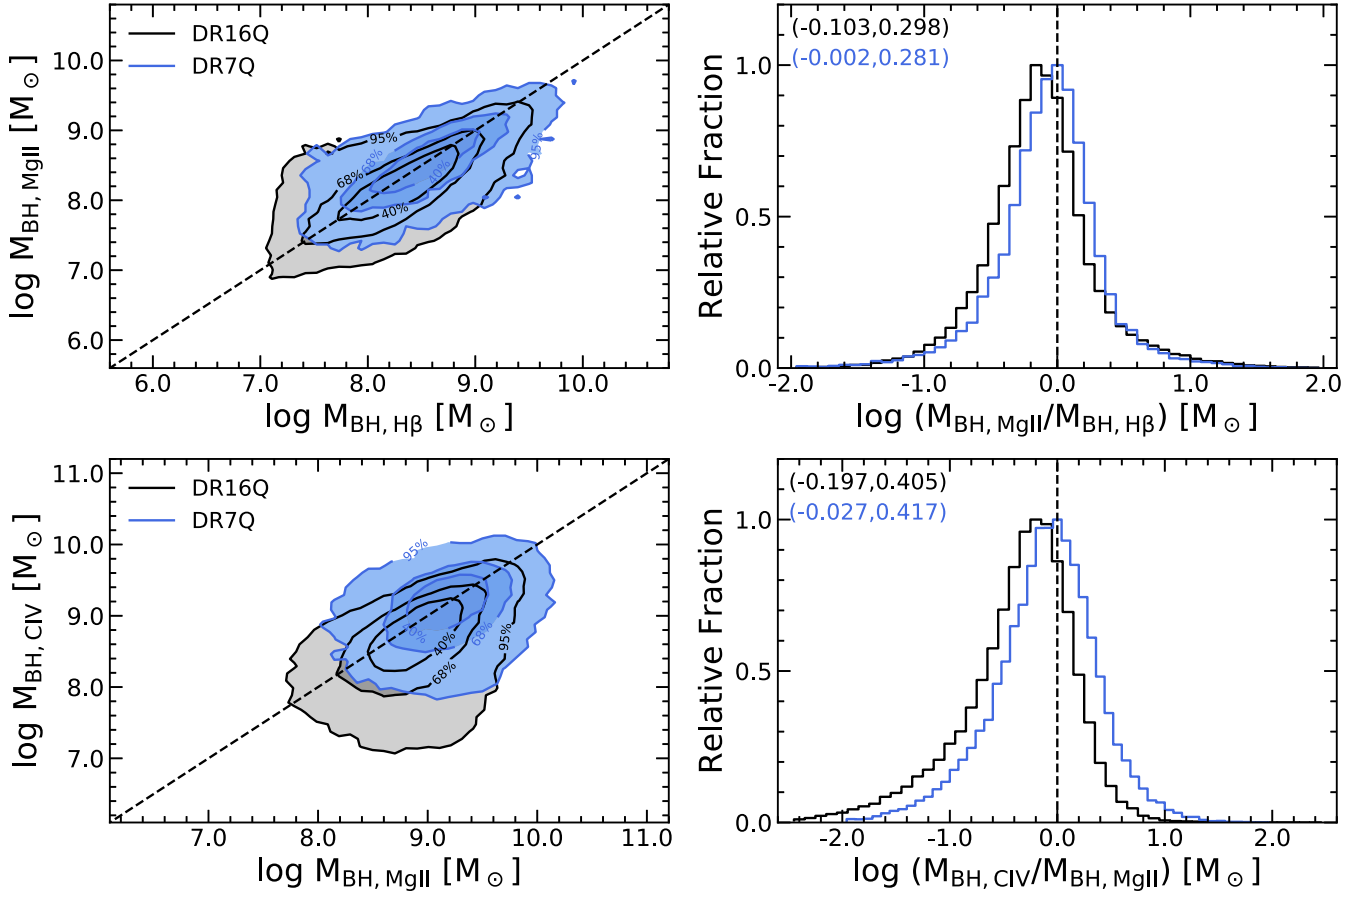 DR16Q
DR7Q
10.0
9.0
8.0
7.0
6.0
6.0 7.0 8.0 9.0 10.0
log M_BH, MgII [M_⊙]
log M_BH, Hβ [M_⊙]
95%
68%
40%
68%
40%
95%
(-0.103,0.298)
(-0.002,0.281)
1.0
0.5
0.0
-2.0 -1.0 0.0 1.0 2.0
Relative Fraction
log (M_BH, MgII/M_BH, Hβ) [M_⊙]
DR16Q
DR7Q
11.0
10.0
9.0
8.0
7.0
7.0 8.0 9.0 10.0 11.0
log M_BH, CIV [M_⊙]
log M_BH, MgII [M_⊙]
95%
68%
40%
68%
95%
(-0.197,0.405)
(-0.027,0.417)
1.0
0.5
0.0
-2.0 -1.0 0.0 1.0 2.0
Relative Fraction
log (M_BH, CIV/M_BH, MgII) [M_⊙]